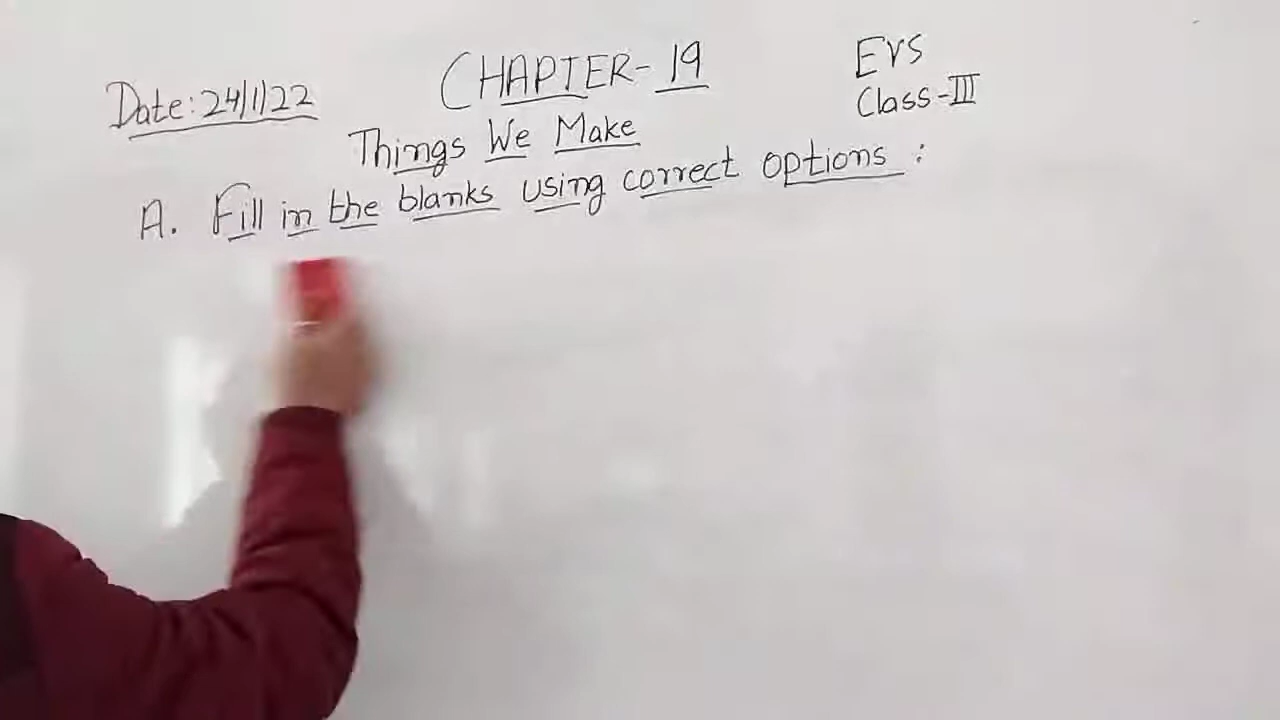 Date: 24/1/22
CHAPTER-19
EVS
Class-III
Things We Make
A. Fill in the blanks using correct options :